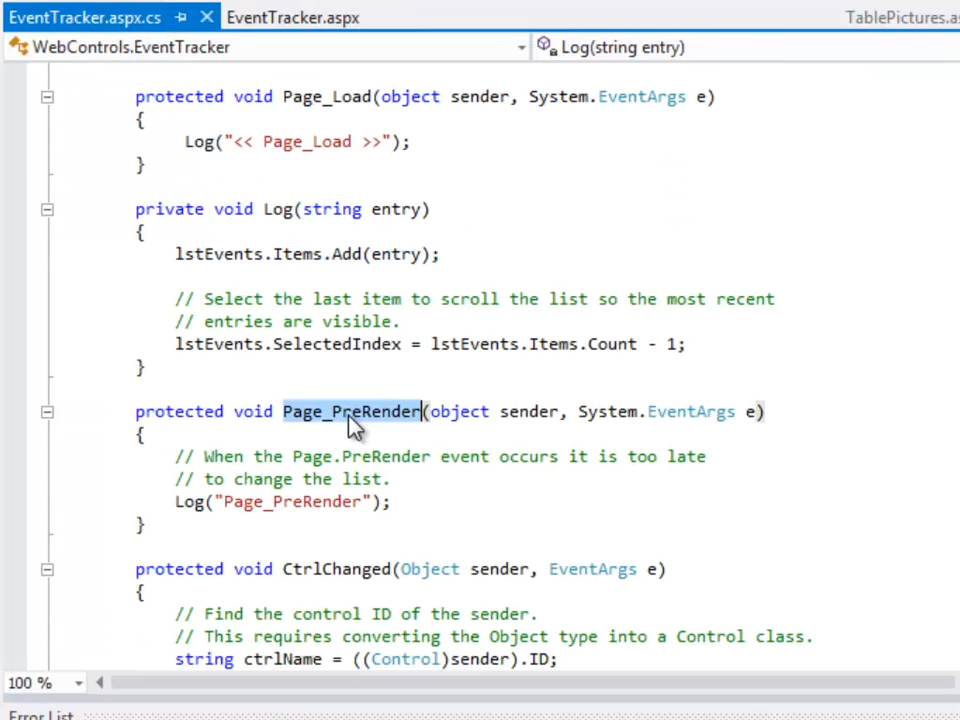 EventTracker.aspx.cs EventTracker.aspx TablePictures.as
WebControls.EventTracker Log(string entry)
protected void Page_Load(object sender, System.EventArgs e)
{
Log("<< Page_Load >>");
}
private void Log(string entry)
{
lstEvents.Items.Add(entry);
// Select the last item to scroll the list so the most recent
// entries are visible.
lstEvents.SelectedIndex = lstEvents.Items.Count - 1;
}
protected void Page_PreRender(object sender, System.EventArgs e)
{
// When the Page.PreRender event occurs it is too late
// to change the list.
Log("Page_PreRender");
}
protected void CtrlChanged(Object sender, EventArgs e)
{
// Find the control ID of the sender.
// This requires converting the Object type into a Control class.
string ctrlName = ((Control)sender).ID;
100 %
Error List